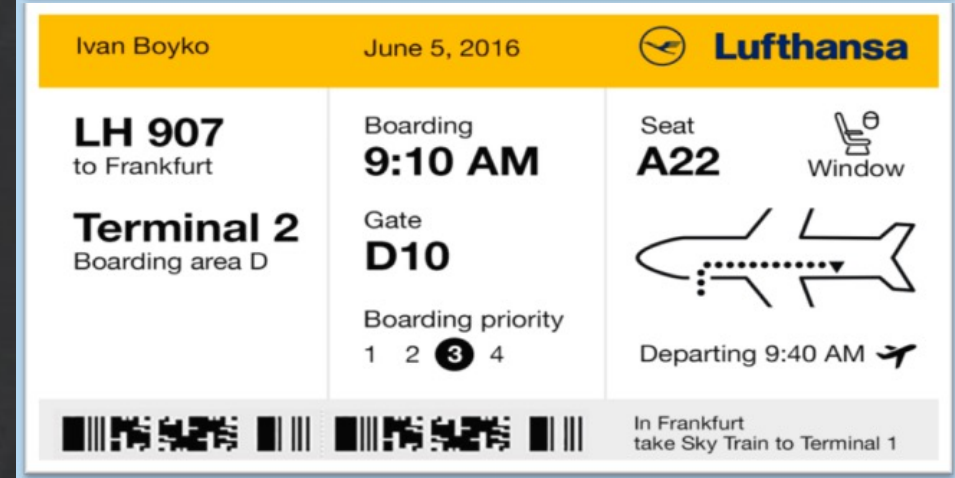 Ivan Boyko
June 5, 2016
Lufthansa
LH 907
to Frankfurt
Terminal 2
Boarding area D
Boarding
9:10 AM
Gate
D10
Boarding priority
1 2 3 4
Seat
A22
Window
Departing 9:40 AM
In Frankfurt
take Sky Train to Terminal 1